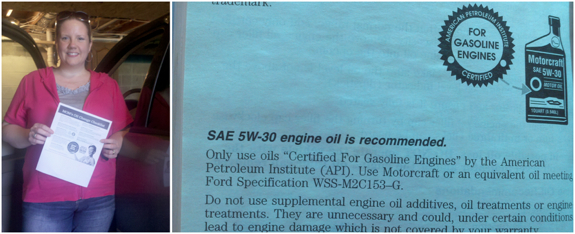 trademark.
AMERICAN PETROLEUM INSTITUTE
FOR
GASOLINE
ENGINES
CERTIFIED
Motorcraft
SAE 5W-30
MOTOR OIL
SAE 5W-30 engine oil is recommended.
Only use oils “Certified For Gasoline Engines” by the American
Petroleum Institute (API). Use Motorcraft or an equivalent oil meeting
Ford Specification WSS-M2C153-G.
Do not use supplemental engine oil additives, oil treatments or engine
treatments. They are unnecessary and could, under certain conditions
lead to engine damage which is not covered by your warranty.